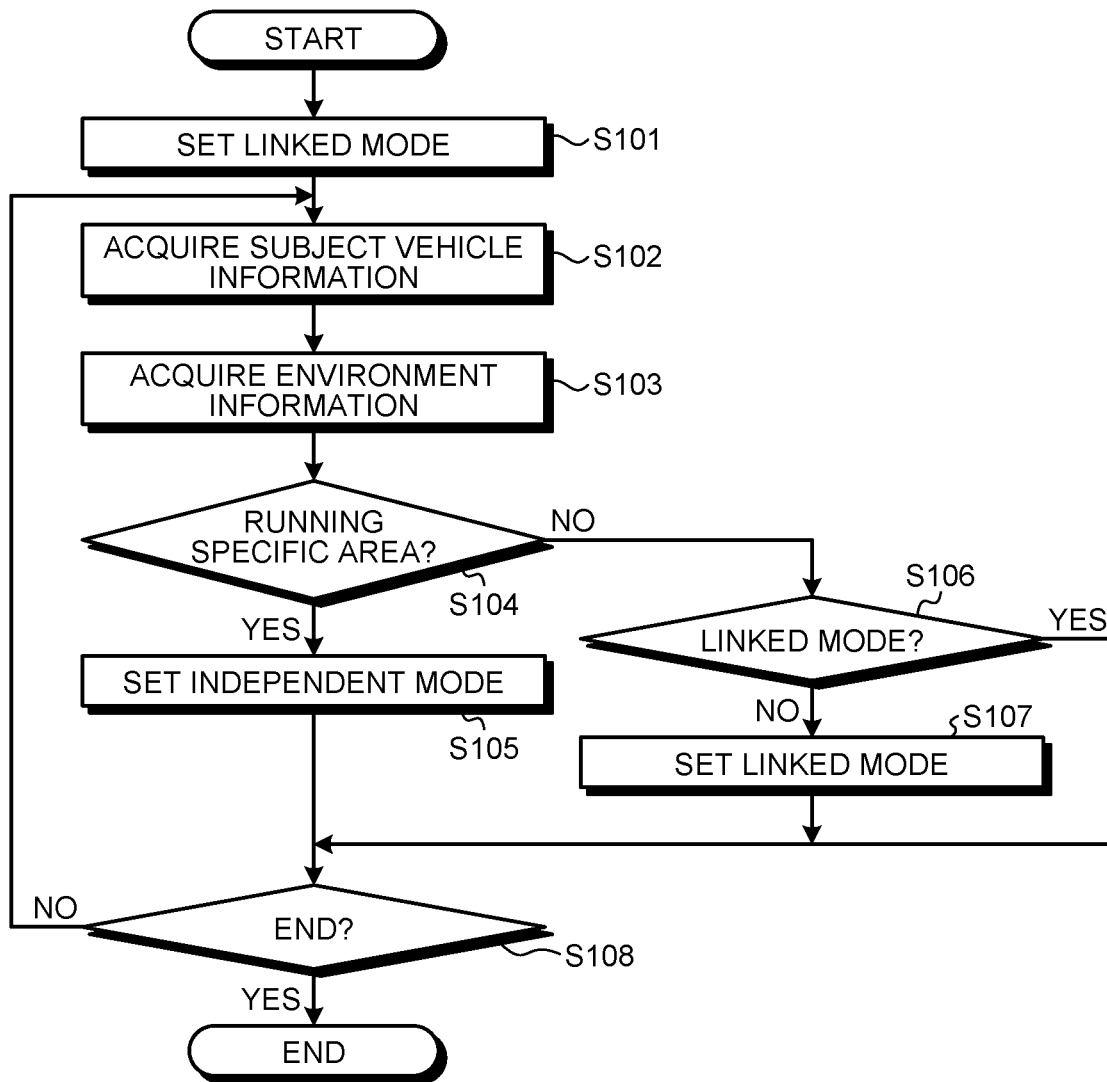 START
SET LINKED MODE
S101
ACQUIRE SUBJECT VEHICLE
INFORMATION
S102
ACQUIRE ENVIRONMENT
INFORMATION
S103
RUNNING
SPECIFIC AREA?
NO
S104
YES
S106
LINKED MODE?
YES
SET INDEPENDENT MODE
S105
NO
S107
SET LINKED MODE
NO
END?
S108
YES
END